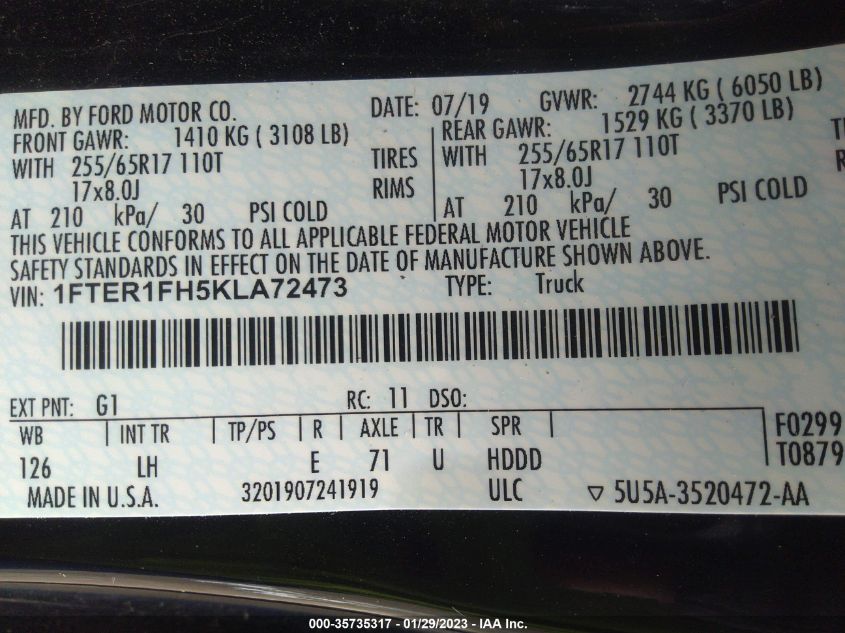 MFD. BY FORD MOTOR CO. DATE: 07/19 GVWR: 2744 KG ( 6050 LB)
FRONT GAWR: 1410 KG ( 3108 LB) REAR GAWR: 1529 KG ( 3370 LB)
WITH 255/65R17 110T TIRES WITH 255/65R17 110T
17x8.0J RIMS 17x8.0J
AT 210 kPa/ 30 PSI COLD AT 210 kPa/ 30 PSI COLD
THIS VEHICLE CONFORMS TO ALL APPLICABLE FEDERAL MOTOR VEHICLE
SAFETY STANDARDS IN EFFECT ON THE DATE OF MANUFACTURE SHOWN ABOVE.
VIN: 1FTER1FH5KLA72473 TYPE: Truck
EXT PNT: G1 RC: 11 DSO:
WB INT TR TP/PS R AXLE TR SPR F0299
126 LH E 71 U HDDD T0879
MADE IN U.S.A. 3201907241919 ULC ▽ 5U5A-3520472-AA
000-35735317 - 01/29/2023 - IAA Inc.